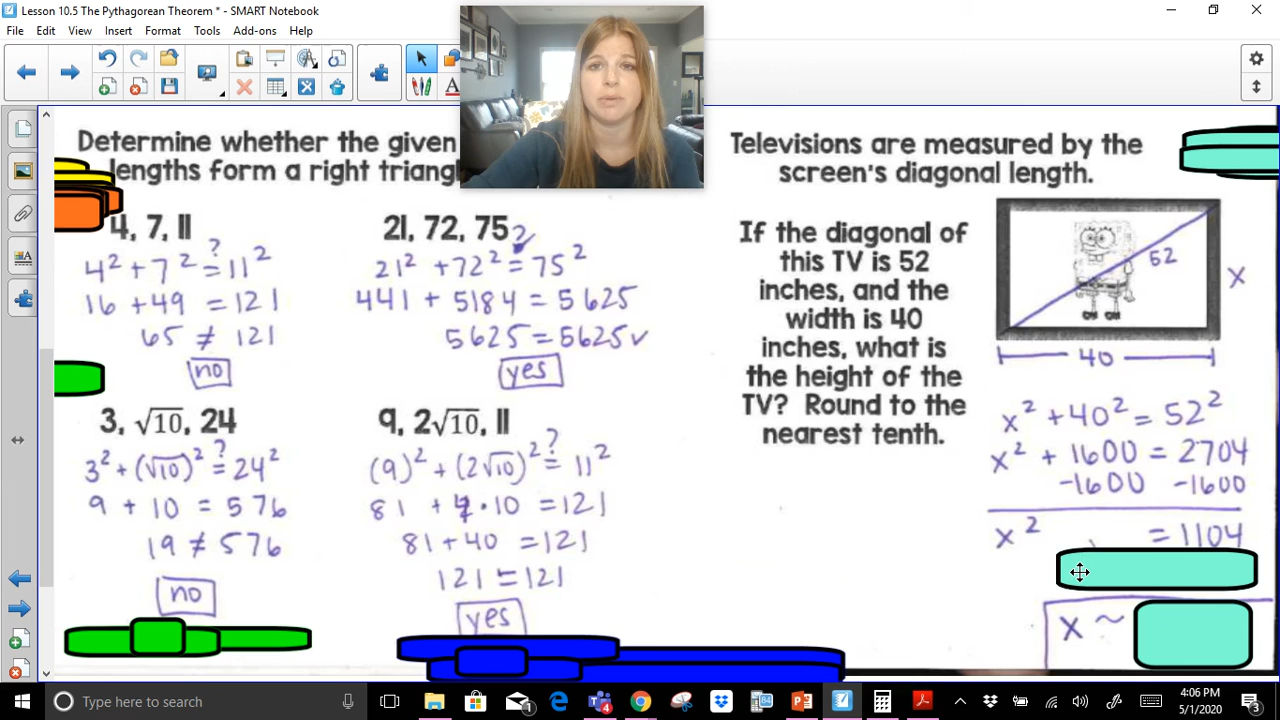 Lesson 10.5 The Pythagorean Theorem * - SMART Notebook
File Edit View Insert Format Tools Add-ons Help
Determine whether the given
lengths form a right triang
4, 7, 11
4² + 7² ?= 11²
16 + 49 = 121
65 ≠ 121
no
21, 72, 75
21² + 72² ?= 75²
441 + 5184 = 5625
5625 = 5625 ✓
yes
3, √10, 24
3² + (√10)² ?= 24²
9 + 10 = 576
19 ≠ 576
no
9, 2√10, 11
(9)² + (2√10)² ?= 11²
81 + 4 · 10 = 121
81 + 40 = 121
121 = 121
yes
Televisions are measured by the
screen's diagonal length.
If the diagonal of
this TV is 52
inches, and the
width is 40
inches, what is
the height of the
TV? Round to the
nearest tenth.
52
x
40
x² + 40² = 52²
x² + 1600 = 2704
-1600 -1600
x² = 1104
x ~
Type here to search
1
4
3
4:06 PM
5/1/2020